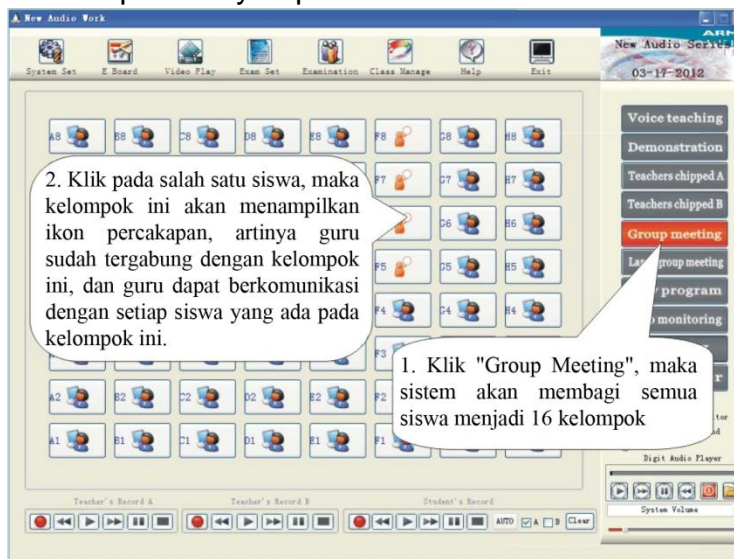 New Audio Work
System Set E Board Video Play Exam Set Examination Class Manage Help Exit
New Audio Series
03-17-2012
A8 B8 C8 D8 E8 F8 G8 H8
F7 G7 H7
G6 H6
F5 G5 H5
F4 G4 H4
F3
A2 B2 C2 D2 E2 F2
A1 B1 C1 D1 E1 F1
2. Klik pada salah satu siswa, maka
kelompok ini akan menampilkan
ikon percakapan, artinya guru
sudah tergabung dengan kelompok
ini, dan guru dapat berkomunikasi
dengan setiap siswa yang ada pada
kelompok ini.
Voice teaching
Demonstration
Teachers chipped A
Teachers chipped B
Group meeting
group meeting
program
monitoring
1. Klik "Group Meeting", maka
sistem akan membagi semua
siswa menjadi 16 kelompok
Digit Audio Player
System Volume
Teacher's Record A Teacher's Record B Student's Record
AUTO A B Clear